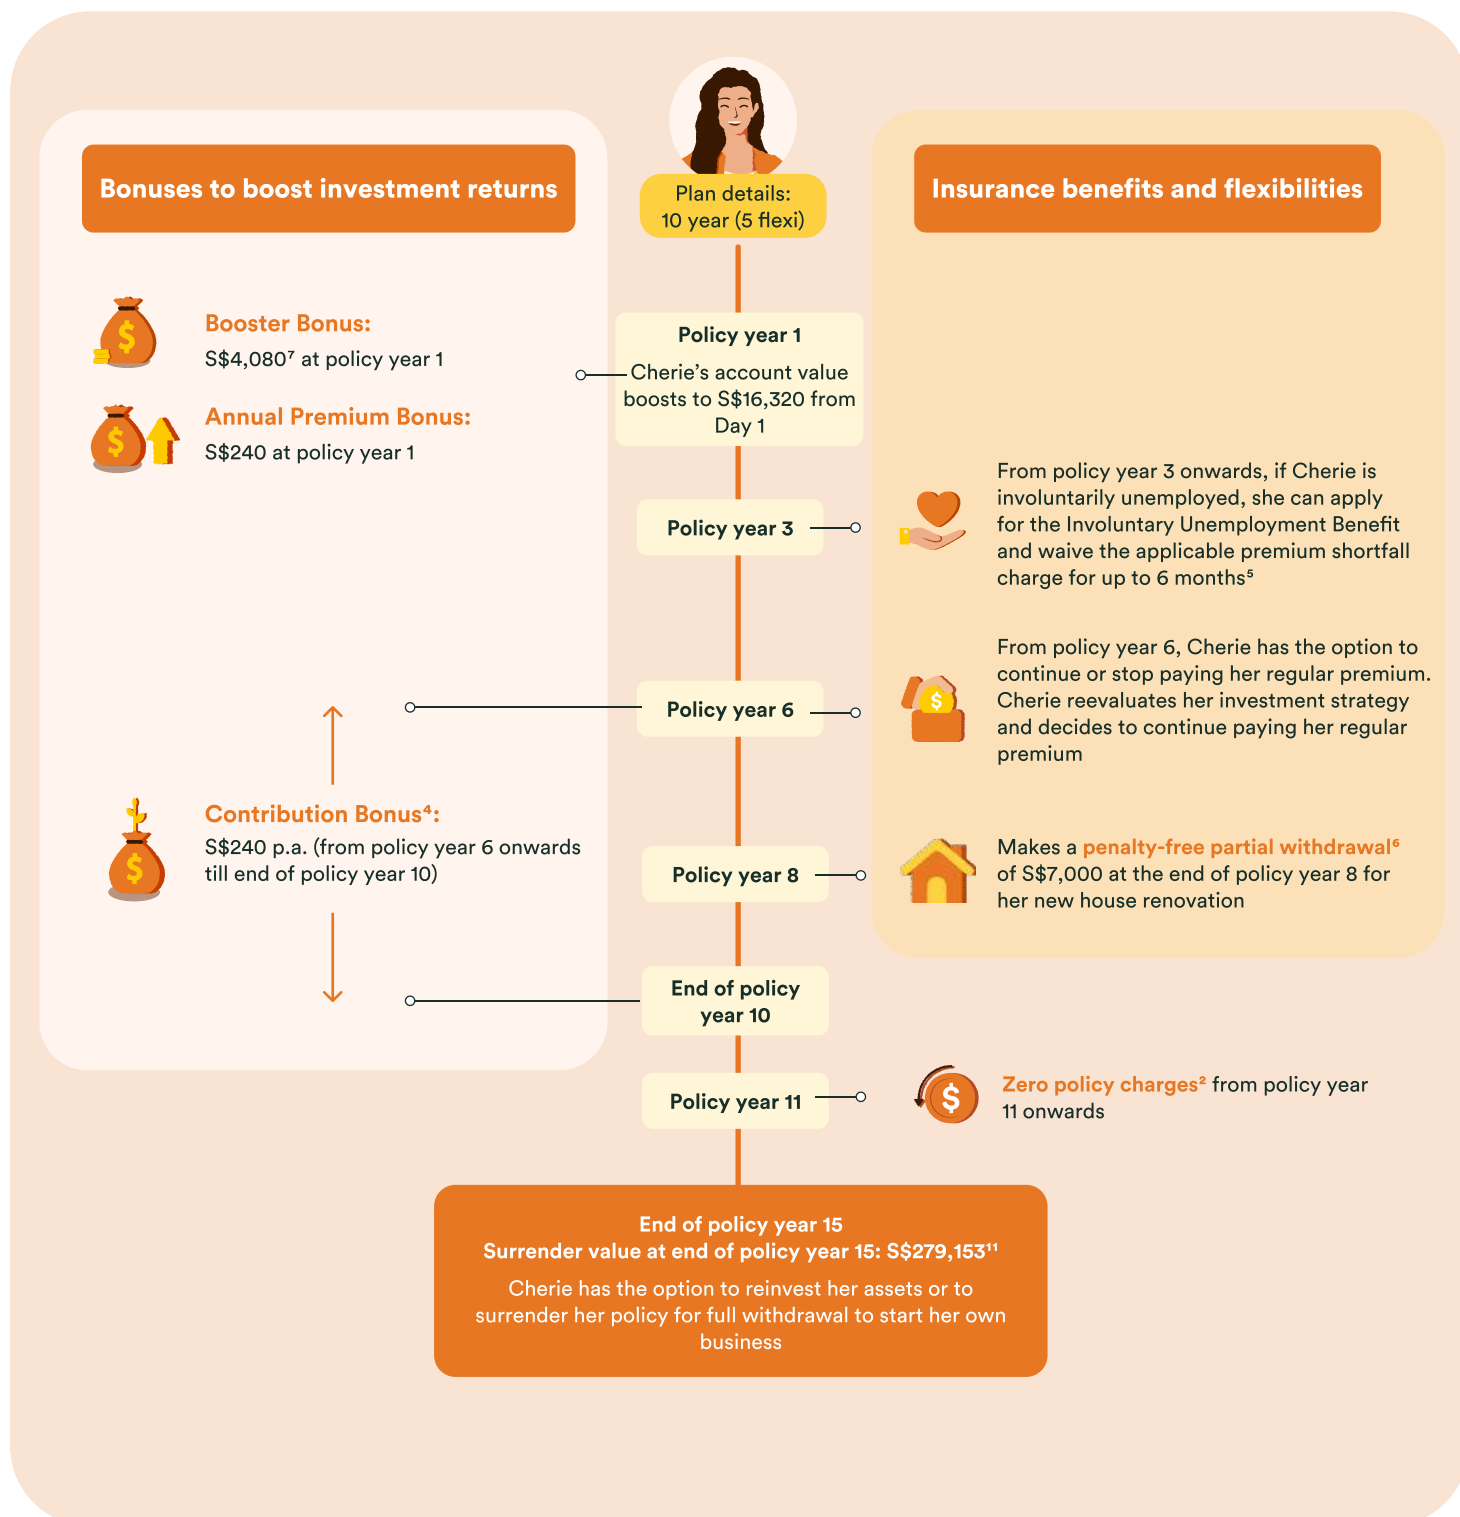 Plan details:
10 year (5 flexi)
Bonuses to boost investment returns
Insurance benefits and flexibilities
Booster Bonus:
S$4,080⁷ at policy year 1
Annual Premium Bonus:
S$240 at policy year 1
Policy year 1
Cherie’s account value
boosts to S$16,320 from
Day 1
Policy year 3
From policy year 3 onwards, if Cherie is
involuntarily unemployed, she can apply
for the Involuntary Unemployment Benefit
and waive the applicable premium shortfall
charge for up to 6 months⁵
Policy year 6
From policy year 6, Cherie has the option to
continue or stop paying her regular premium.
Cherie reevaluates her investment strategy
and decides to continue paying her regular
premium
Contribution Bonus⁴:
S$240 p.a. (from policy year 6 onwards
till end of policy year 10)
Policy year 8
Makes a penalty-free partial withdrawal⁶
of S$7,000 at the end of policy year 8 for
her new house renovation
End of policy
year 10
Policy year 11
Zero policy charges² from policy year
11 onwards
End of policy year 15
Surrender value at end of policy year 15: S$279,153¹¹
Cherie has the option to reinvest her assets or to
surrender her policy for full withdrawal to start her own
business